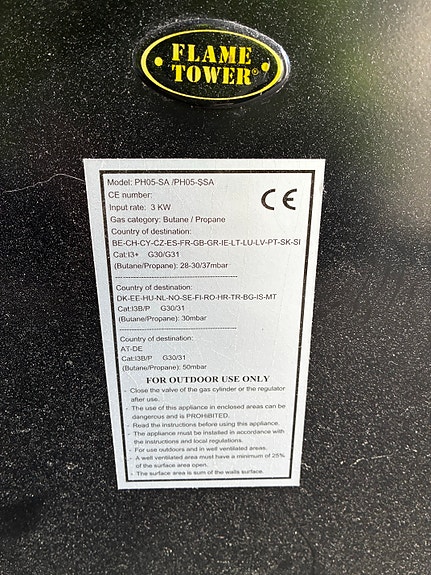 FLAME
TOWER®
Model: PH05-SA /PH05-SSA
CE number:
Input rate: 3 KW
CE
Gas category: Butane / Propane
Country of destination:
BE-CH-CY-CZ-ES-FR-GB-GR-IE-LT-LU-LV-PT-SK-SI
Cat:I3+ G30/G31
(Butane/Propane): 28-30/37mbar
Country of destination:
DK-EE-HU-NL-NO-SE-FI-RO-HR-TR-BG-IS-MT
Cat:I3B/P G30/31
(Butane/Propane): 30mbar
Country of destination:
AT-DE
Cat:I3B/P G30/31
(Butane/Propane): 50mbar
FOR OUTDOOR USE ONLY
- Close the valve of the gas cylinder or the regulator
after use.
- The use of this appliance in enclosed areas can be
dangerous and is PROHIBITED.
- Read the instructions before using this appliance.
- The appliance must be installed in accordance with
the instructions and local regulations.
- For use outdoors and in well ventilated areas.
- A well ventilated area must have a minimum of 25%
of the surface area open.
- The surface area is sum of the walls surface.